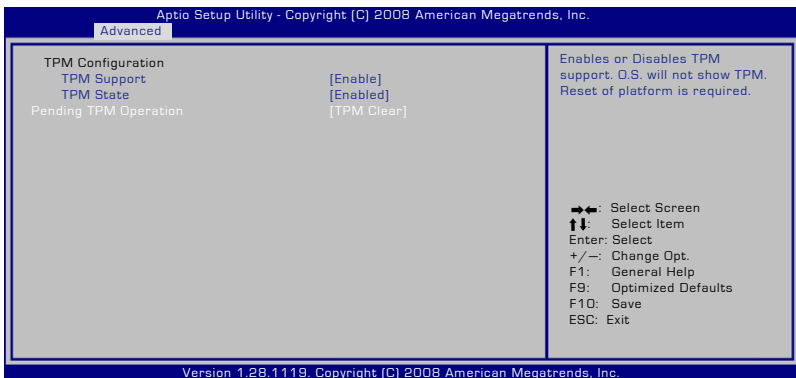 Aptio Setup Utility - Copyright (C) 2008 American Megatrends, Inc.
Advanced
TPM Configuration
TPM Support [Enable]
TPM State [Enabled]
Pending TPM Operation [TPM Clear]
Enables or Disables TPM
support. O.S. will not show TPM.
Reset of platform is required.
→←: Select Screen
↑↓: Select Item
Enter: Select
+/—: Change Opt.
F1: General Help
F9: Optimized Defaults
F10: Save
ESC: Exit
Version 1.28.1119. Copyright (C) 2008 American Megatrends, Inc.